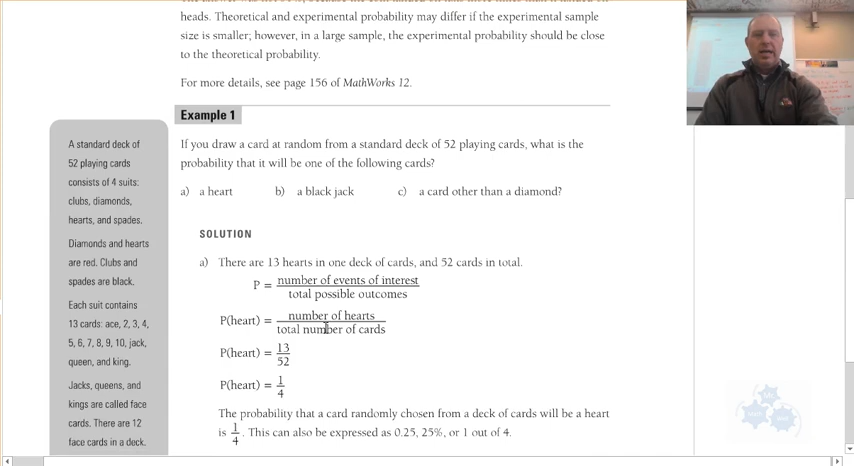 heads. Theoretical and experimental probability may differ if the experimental sample
size is smaller; however, in a large sample, the experimental probability should be close
to the theoretical probability.
For more details, see page 156 of MathWorks 12.
Example 1
If you draw a card at random from a standard deck of 52 playing cards, what is the
probability that it will be one of the following cards?
a) a heart b) a black jack c) a card other than a diamond?
SOLUTION
a) There are 13 hearts in one deck of cards, and 52 cards in total.
P = number of events of interest
total possible outcomes
P(heart) = number of hearts
total number of cards
P(heart) = 13
52
P(heart) = 1
4
The probability that a card randomly chosen from a deck of cards will be a heart
is 1/4. This can also be expressed as 0.25, 25%, or 1 out of 4.
A standard deck of
52 playing cards
consists of 4 suits:
clubs, diamonds,
hearts, and spades.
Diamonds and hearts
are red. Clubs and
spades are black.
Each suit contains
13 cards: ace, 2, 3, 4,
5, 6, 7, 8, 9, 10, jack,
queen, and king.
Jacks, queens, and
kings are called face
cards. There are 12
face cards in a deck.